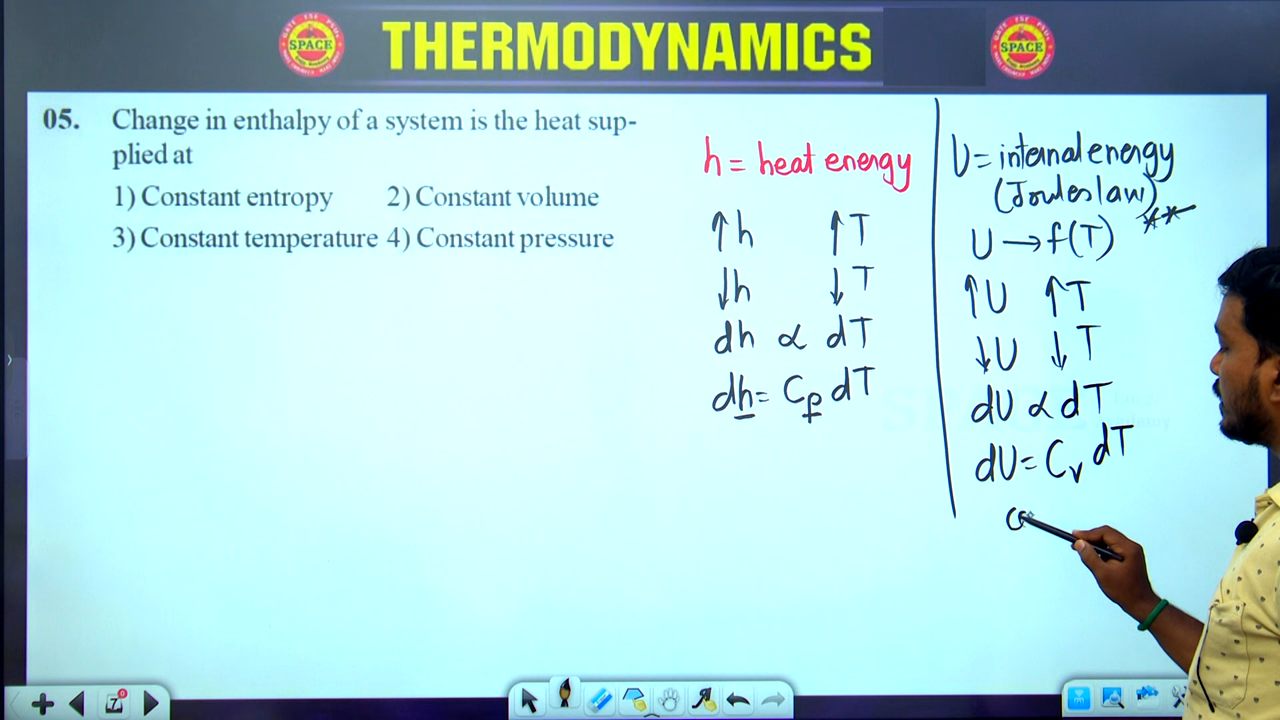 THERMODYNAMICS
SPACE
SPACE
05. Change in enthalpy of a system is the heat sup-
plied at
1) Constant entropy 2) Constant volume
3) Constant temperature 4) Constant pressure
h = heat energy
↑h ↑T
↓h ↓T
dh ∝ dT
dh = Cp dT
U = internal energy
(Joules law) **
U → f(T)
↑U ↑T
↓U ↓T
dU ∝ dT
dU = Cv dT